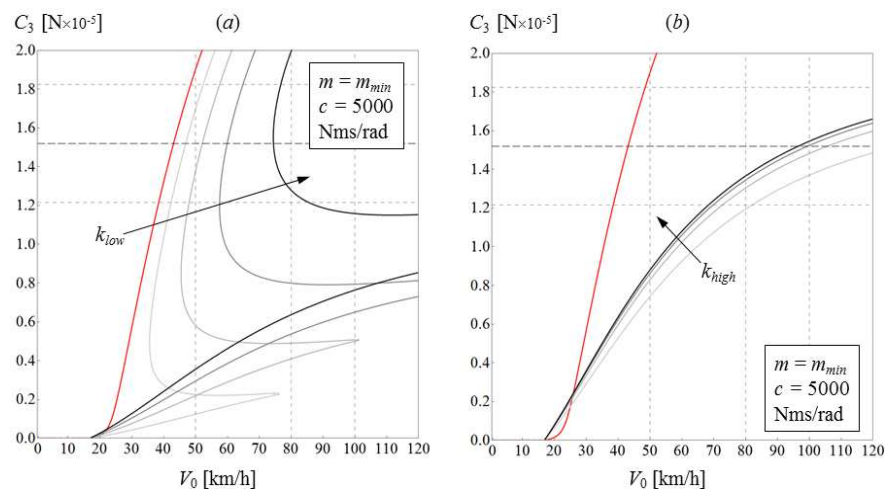 C₃ [N×10⁻⁵] (a)
2.0
1.8
1.6
1.4
1.2
1.0
0.8
0.6
0.4
0.2
0.0
0 10 20 30 40 50 60 70 80 90 100 110 120
V₀ [km/h]
m = mₘᵢₙ
c = 5000
Nms/rad
k_low
C₃ [N×10⁻⁵] (b)
2.0
1.8
1.6
1.4
1.2
1.0
0.8
0.6
0.4
0.2
0.0
0 10 20 30 40 50 60 70 80 90 100 110 120
V₀ [km/h]
k_high
m = mₘᵢₙ
c = 5000
Nms/rad